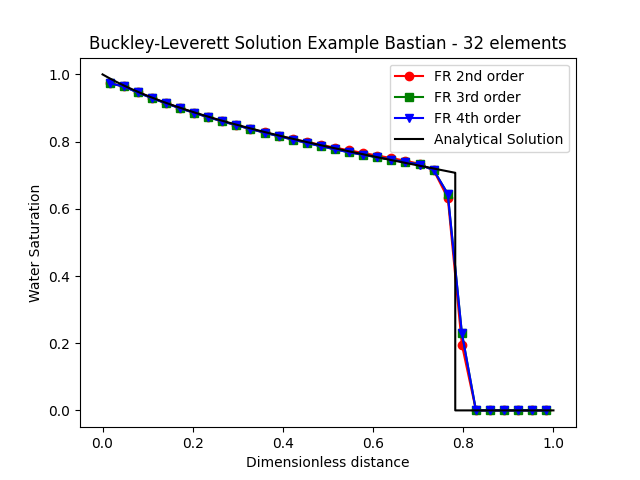 Buckley-Leverett Solution Example Bastian - 32 elements
FR 2nd order
FR 3rd order
FR 4th order
Analytical Solution
Water Saturation
1.0
0.8
0.6
0.4
0.2
0.0
0.0 0.2 0.4 0.6 0.8 1.0
Dimensionless distance